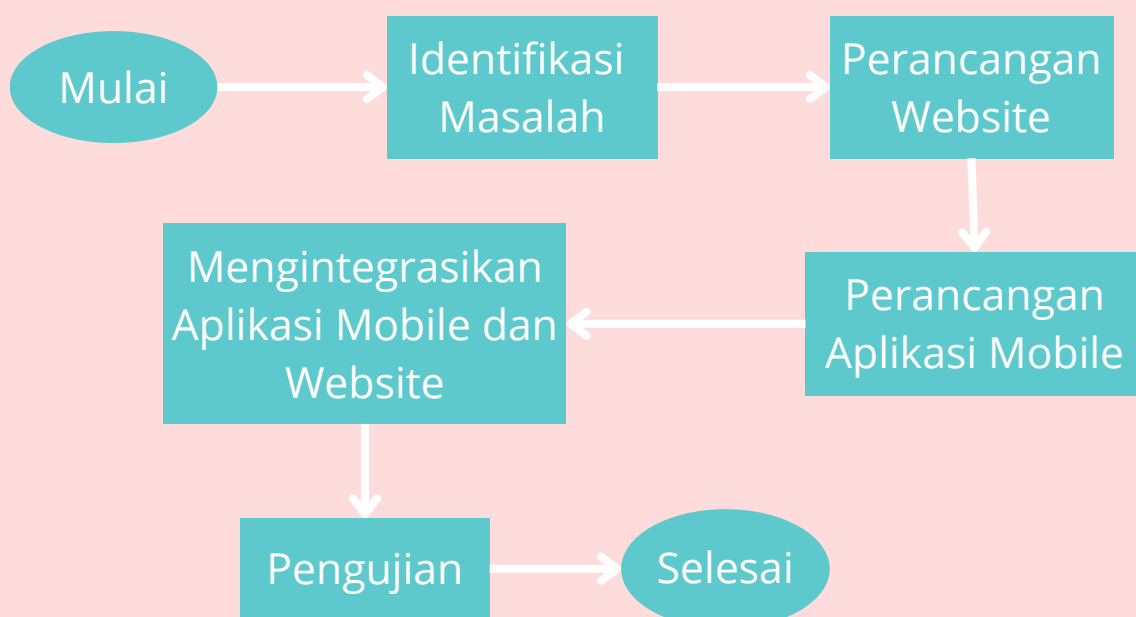 Mulai
Identifikasi
Masalah
Perancangan
Website
Perancangan
Aplikasi Mobile
Mengintegrasikan
Aplikasi Mobile dan
Website
Pengujian
Selesai